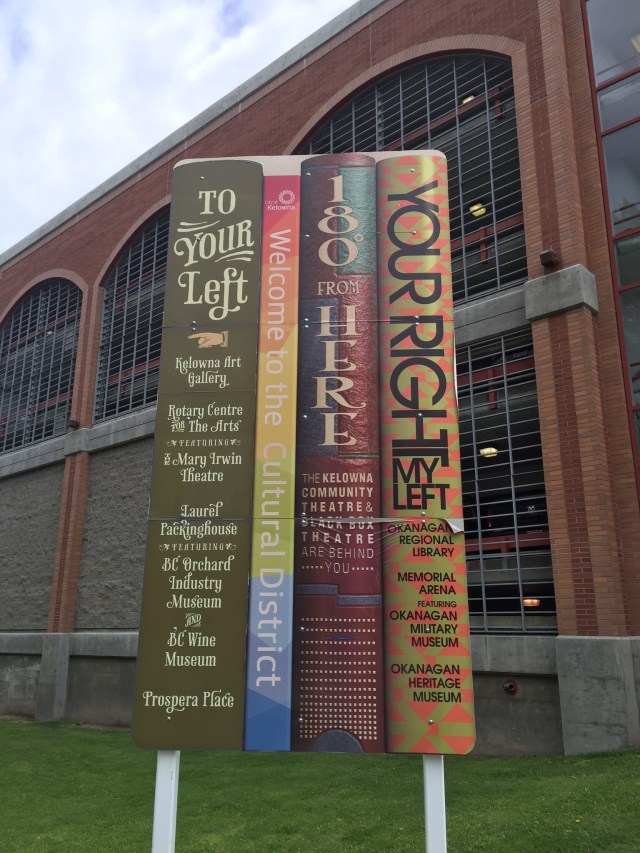 TO
YOUR
Left
Kelowna Art
Gallery
Rotary Centre
FOR The Arts
FEATURING
The Mary Irwin
Theatre
Laurel
Packinghouse
FEATURING
BC Orchard
Industry
Museum
AND
BC Wine
Museum
Prospera Place
city of
Kelowna
Welcome to the Cultural District
180°
FROM
HERE
THE KELOWNA
COMMUNITY
THEATRE &
BLACK BOX
THEATRE
ARE BEHIND
YOU
YOUR RIGHT
MY
LEFT
OKANAGAN
REGIONAL
LIBRARY
MEMORIAL
ARENA
FEATURING
OKANAGAN
MILITARY
MUSEUM
OKANAGAN
HERITAGE
MUSEUM